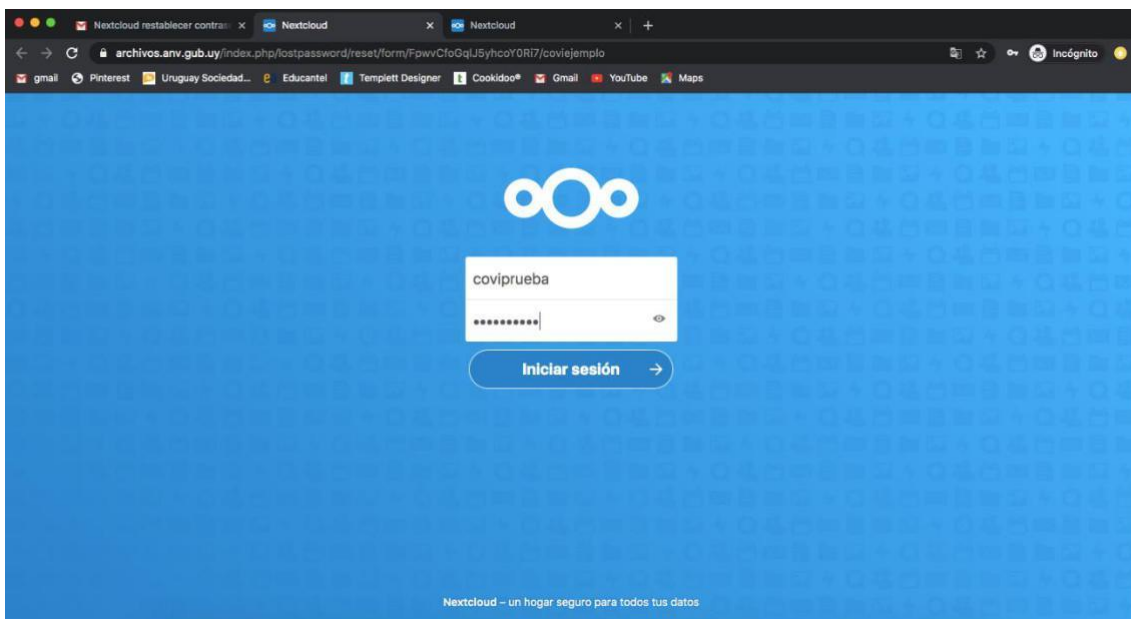 Nextcloud restablecer contras Nextcloud Nextcloud
archivos.anv.gub.uy/index.php/lostpassword/reset/form/FpwvCfoGqlJ5yhcoY0Ri7/coviejemplo Incógnito
gmail Pinterest Uruguay Sociedad... Educantel Templett Designer Cookidoo® Gmail YouTube Maps
coviprueba
••••••••••
Iniciar sesión
Nextcloud – un hogar seguro para todos tus datos